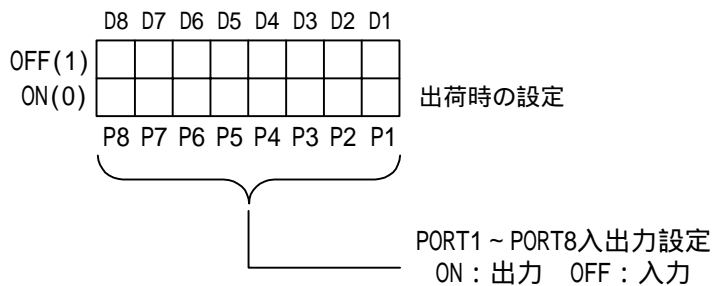 D8 D7 D6 D5 D4 D3 D2 D1
OFF(1)
ON(0) 出荷時の設定
P8 P7 P6 P5 P4 P3 P2 P1
PORT1~PORT8入出力設定
ON:出力 OFF:入力